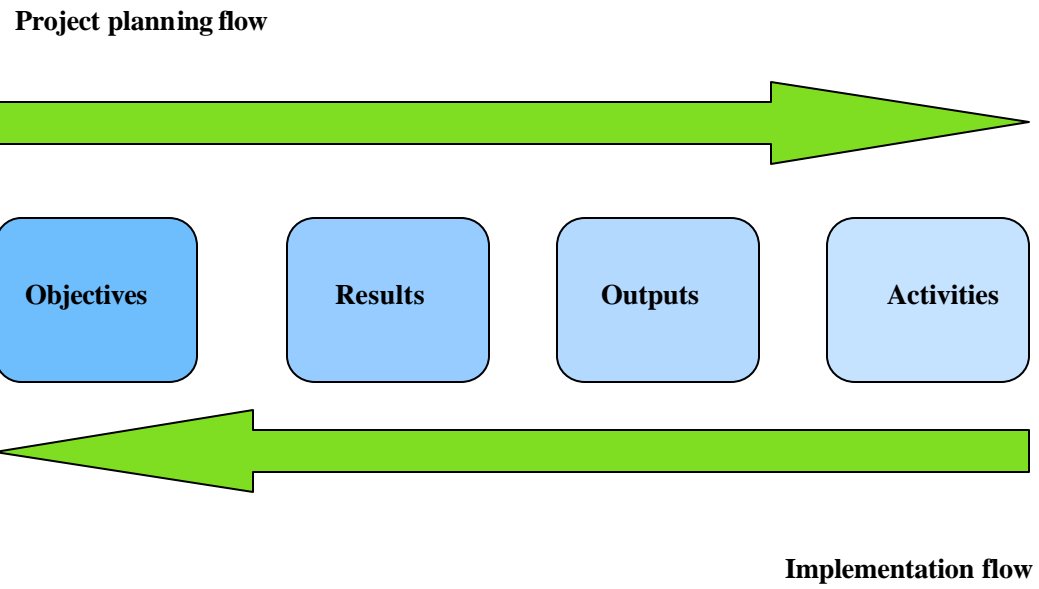 Project planning flow
Objectives Results Outputs Activities
Implementation flow